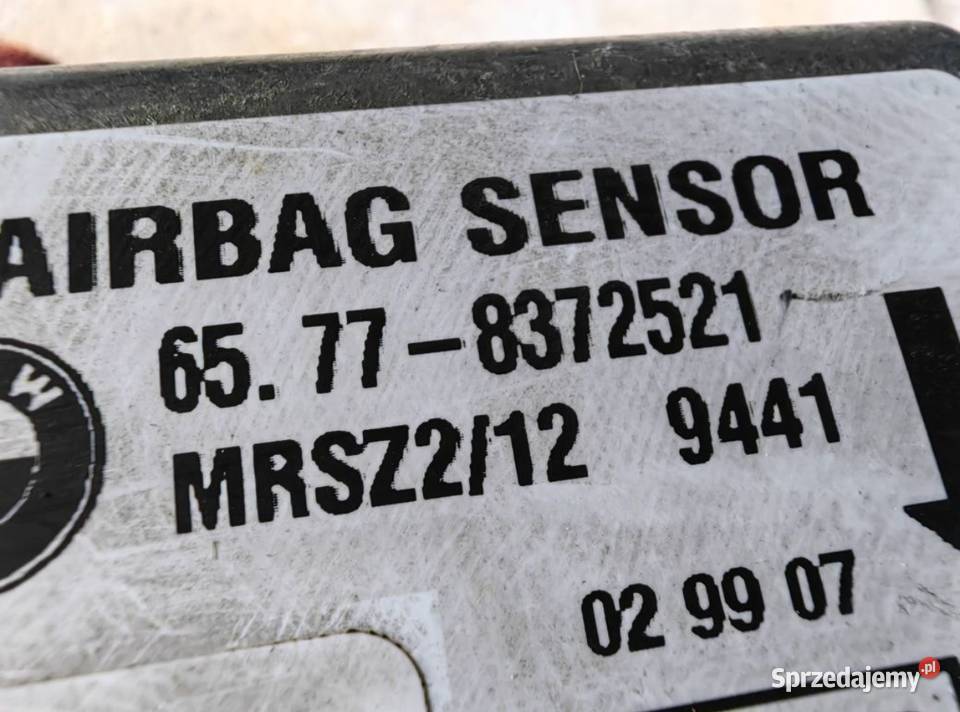 AIRBAG SENSOR
65.77-8372521
MRSZ2/12 9441
W
02 99 07
Sprzedajemy.pl